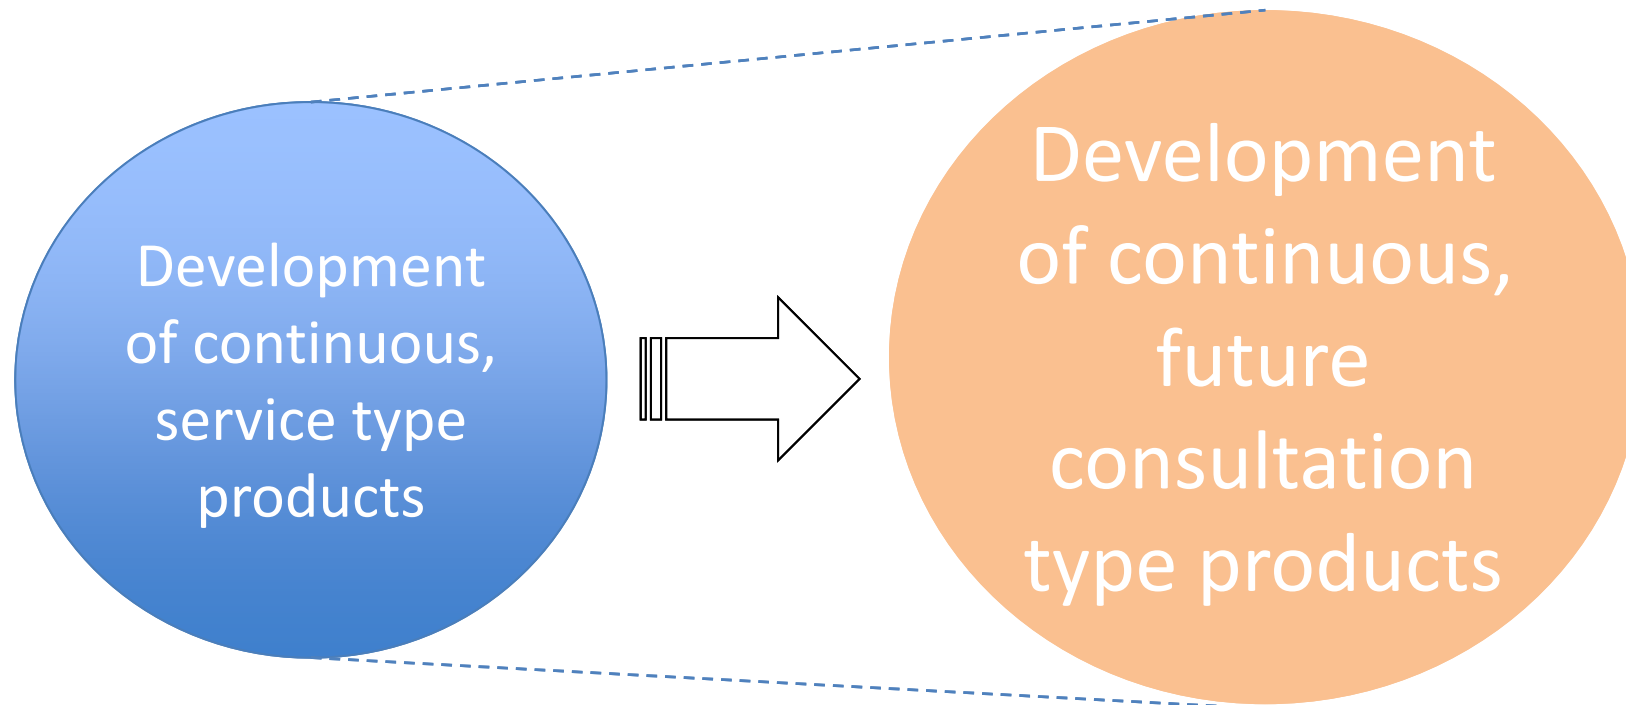 Development
of continuous,
service type
products
Development
of continuous,
future
consultation
type products